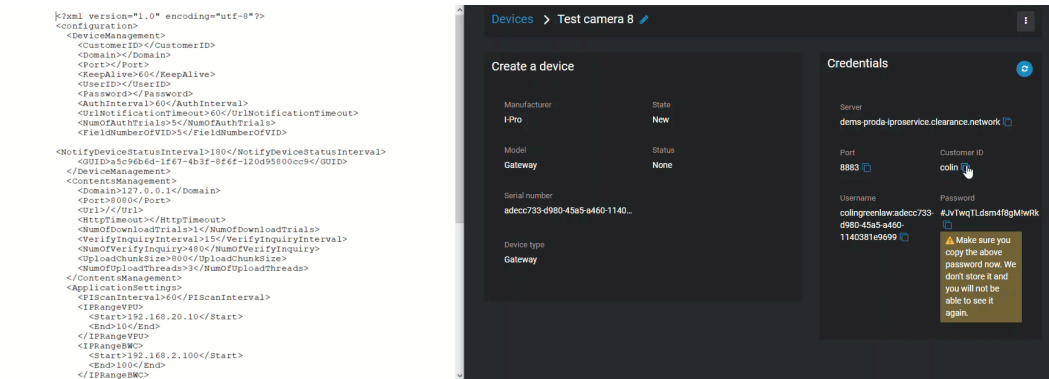 <?xml version="1.0" encoding="utf-8"?>
<configuration>
<DeviceManagement>
<CustomerID></CustomerID>
<Domain></Domain>
<Port></Port>
<KeepAlive>60</KeepAlive>
<UserID></UserID>
<Password></Password>
<AuthInterval>60</AuthInterval>
<UrlNotificationTimeout>60</UrlNotificationTimeout>
<NumOfAuthTrials>5</NumOfAuthTrials>
<FieldNumberOfVID>5</FieldNumberOfVID>
<NotifyDeviceStatusInterval>180</NotifyDeviceStatusInterval>
<GUID>a5c96b6d-1f67-4b3f-8f6f-120d95800cc9</GUID>
</DeviceManagement>
<ContentsManagement>
<Domain>127.0.0.1</Domain>
<Port>8080</Port>
<Url>/</Url>
<HttpTimeout></HttpTimeout>
<NumOfDownloadTrials>1</NumOfDownloadTrials>
<VerifyInquiryInterval>15</VerifyInquiryInterval>
<NumOfVerifyInquiry>480</NumOfVerifyInquiry>
<UploadChunkSize>800</UploadChunkSize>
<NumOfUploadThreads>3</NumOfUploadThreads>
</ContentsManagement>
<ApplicationSettings>
<PIScanInterval>60</PIScanInterval>
<IPRangeVPU>
<Start>192.168.20.10</Start>
<End>10</End>
</IPRangeVPU>
<IPRangeBWC>
<Start>192.168.2.100</Start>
<End>100</End>
</IPRangeBWC>
Devices > Test camera 8
Create a device
Manufacturer
I-Pro
State
New
Model
Gateway
Status
None
Serial number
adecc733-d980-45a5-a460-1140...
Device type
Gateway
Credentials
Server
dems-proda-iproservice.clearance.network
Port
8883
Customer ID
colin
Username
colingreenlaw:adecc733-
d980-45a5-a460-
1140381e9699
Password
#JvTwqTLdsm4f8gM!wRk
Make sure you
copy the above
password now. We
don't store it and
you will not be
able to see it
again.